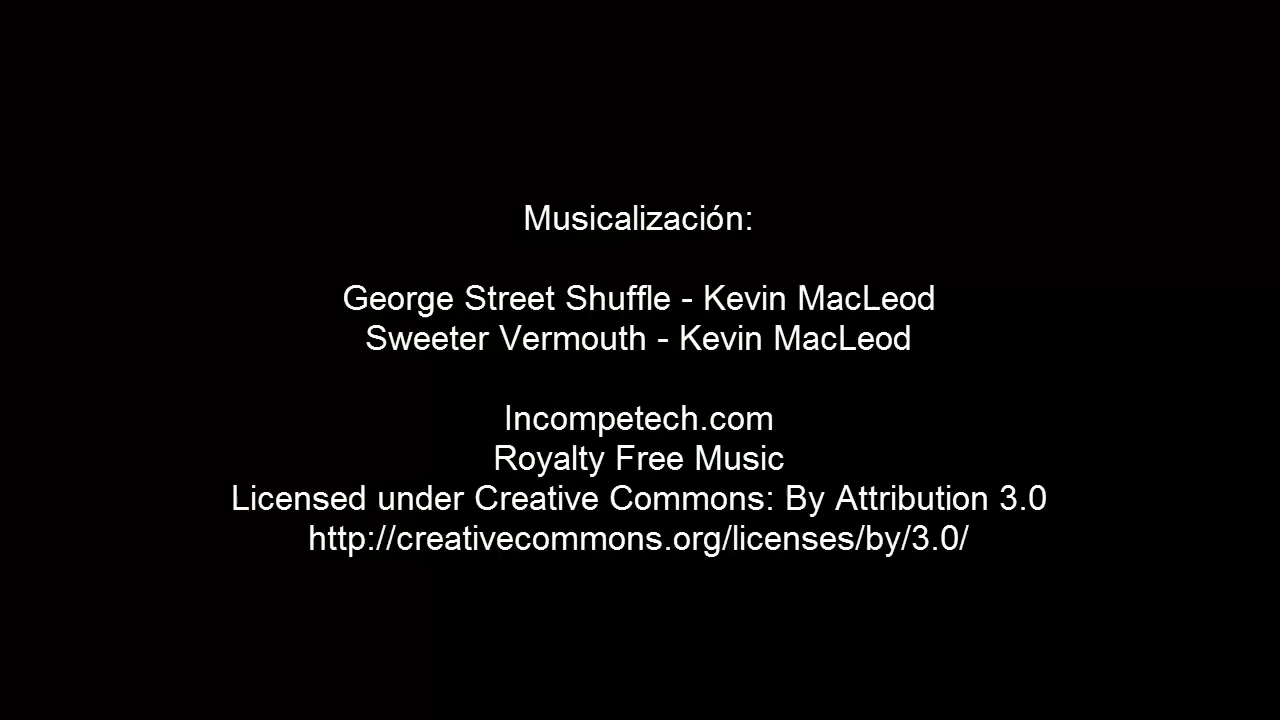 Musicalización:
George Street Shuffle - Kevin MacLeod
Sweeter Vermouth - Kevin MacLeod
Incompetech.com
Royalty Free Music
Licensed under Creative Commons: By Attribution 3.0
http://creativecommons.org/licenses/by/3.0/